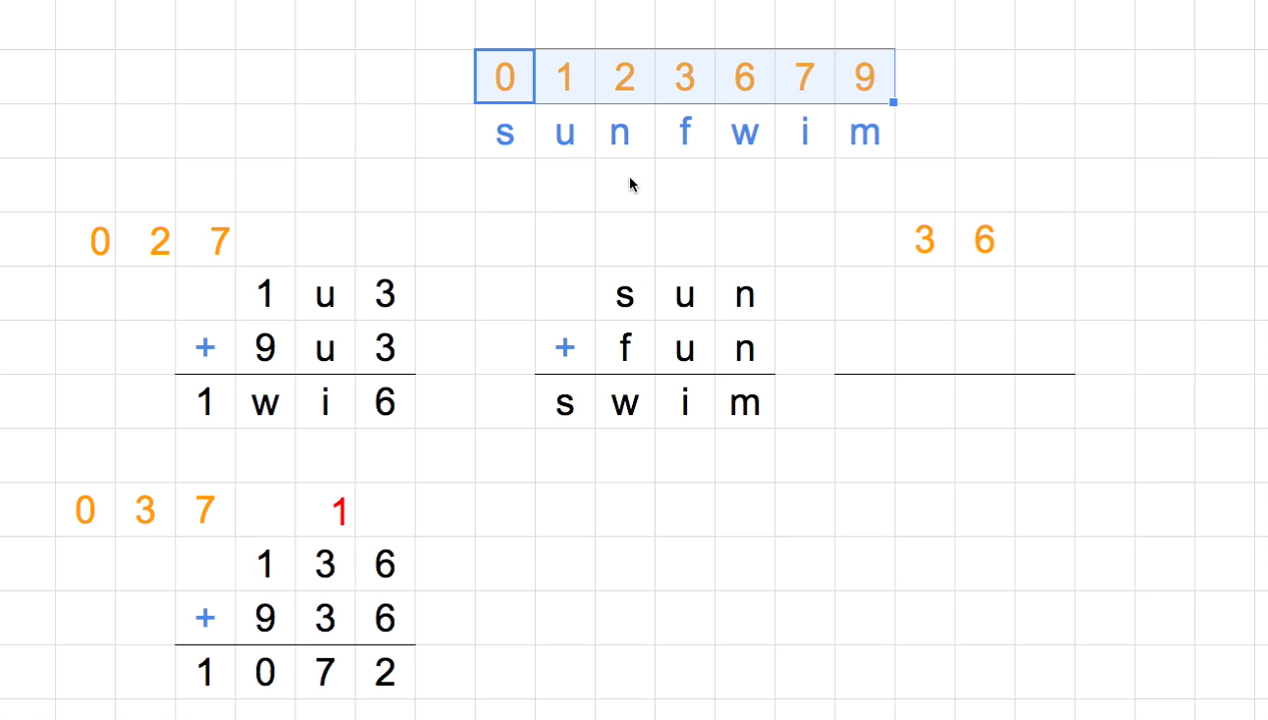 0 1 2 3 6 7 9
s u n f w i m
0 2 7
3 6
1 u 3
+ 9 u 3
1 w i 6
s u n
+ f u n
s w i m
0 3 7
1
1 3 6
+ 9 3 6
1 0 7 2